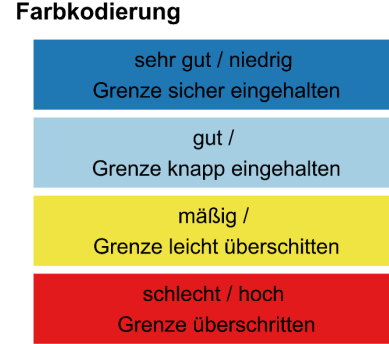 Farbkodierung
sehr gut / niedrig
Grenze sicher eingehalten
gut /
Grenze knapp eingehalten
mäßig /
Grenze leicht überschitten
schlecht / hoch
Grenze überschritten